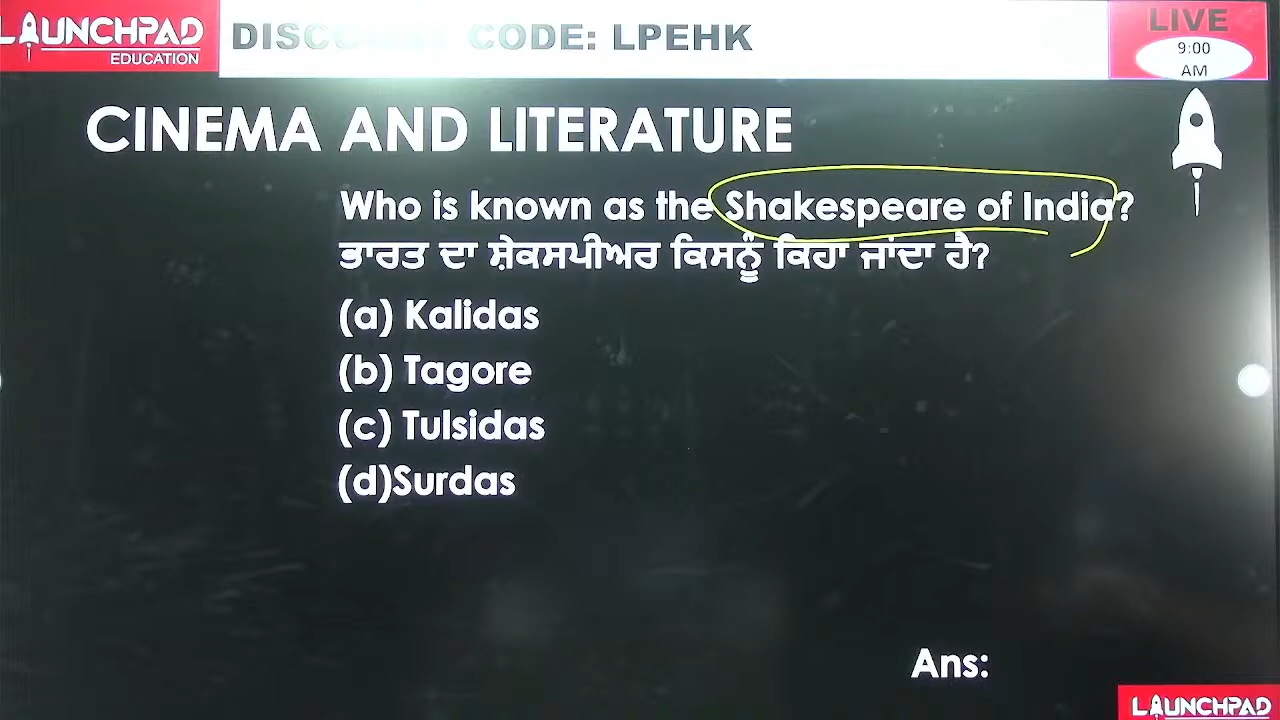 LAUNCHPAD
EDUCATION
DISCOUNT CODE: LPEHK
LIVE
9:00
AM
CINEMA AND LITERATURE
Who is known as the Shakespeare of India?
ਭਾਰਤ ਦਾ ਸ਼ੇਕਸਪੀਅਰ ਕਿਸਨੂੰ ਕਿਹਾ ਜਾਂਦਾ ਹੈ?
(a) Kalidas
(b) Tagore
(c) Tulsidas
(d)Surdas
Ans:
LAUNCHPAD